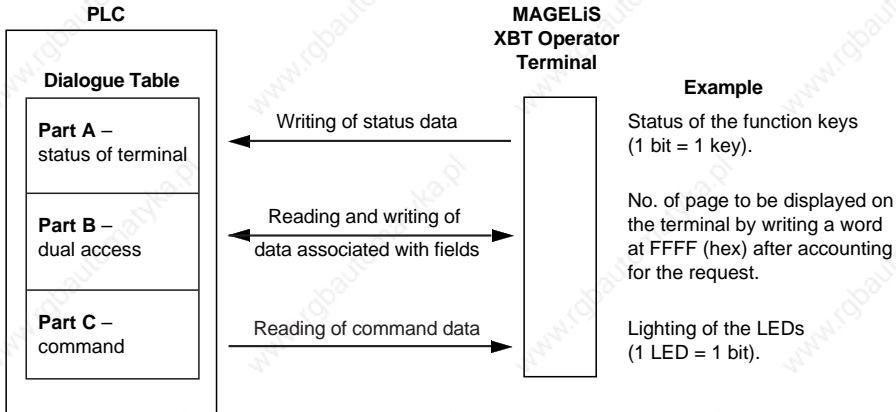 PLC
MAGELiS
XBT Operator
Terminal
Dialogue Table
Example
Part A –
status of terminal
Writing of status data
Status of the function keys
(1 bit = 1 key).
Part B –
dual access
Reading and writing of
data associated with fields
No. of page to be displayed on
the terminal by writing a word
at FFFF (hex) after accounting
for the request.
Part C –
command
Reading of command data
Lighting of the LEDs
(1 LED = 1 bit).
www.rgbautomatyka.pl